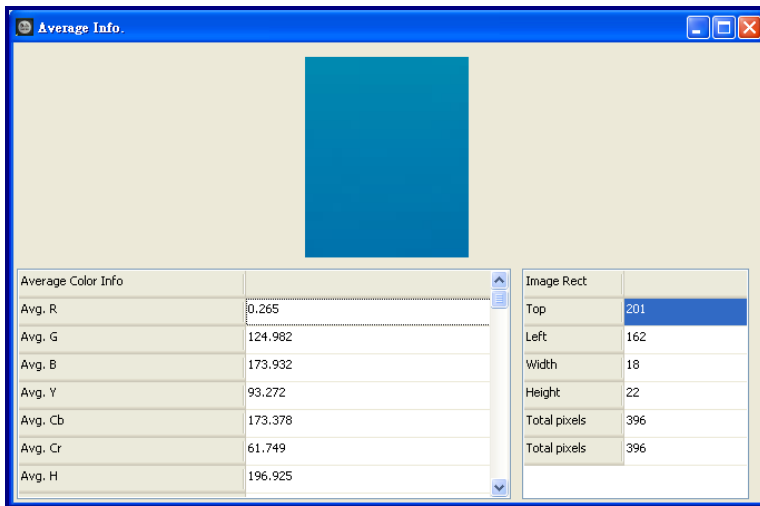 Average Info.
Average Color Info
Avg. R 0.265
Avg. G 124.982
Avg. B 173.932
Avg. Y 93.272
Avg. Cb 173.378
Avg. Cr 61.749
Avg. H 196.925
Image Rect
Top 201
Left 162
Width 18
Height 22
Total pixels 396
Total pixels 396